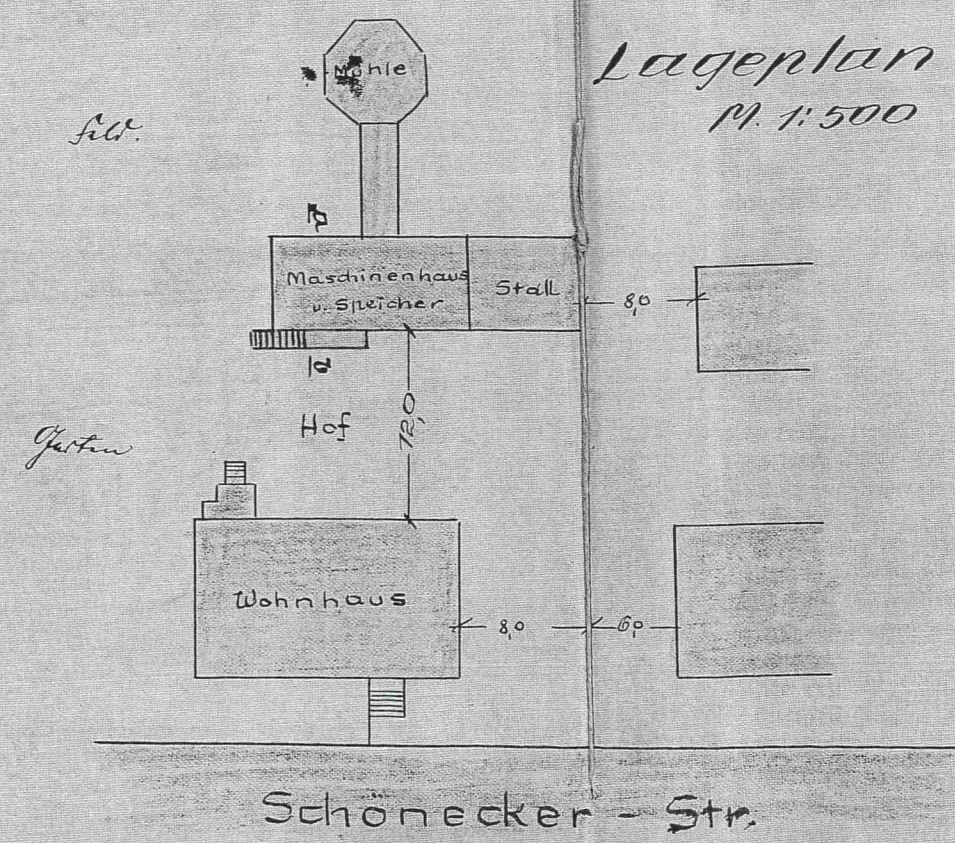 Lageplan
M. 1:500
Mühle
Feld.
Maschinenhaus
u. Speicher
Stall
8,0
Hof
12,0
Garten
Wohnhaus
8,0
6,0
Schönecker - Str.